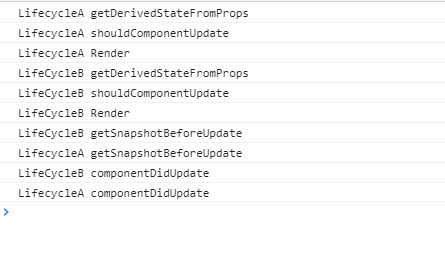 LifecycleA getDerivedStateFromProps
LifecycleA shouldComponentUpdate
LifecycleA Render
LifeCycleB getDerivedStateFromProps
LifeCycleB shouldComponentUpdate
LifeCycleB Render
LifeCycleB getSnapshotBeforeUpdate
LifecycleA getSnapshotBeforeUpdate
LifeCycleB componentDidUpdate
LifecycleA componentDidUpdate